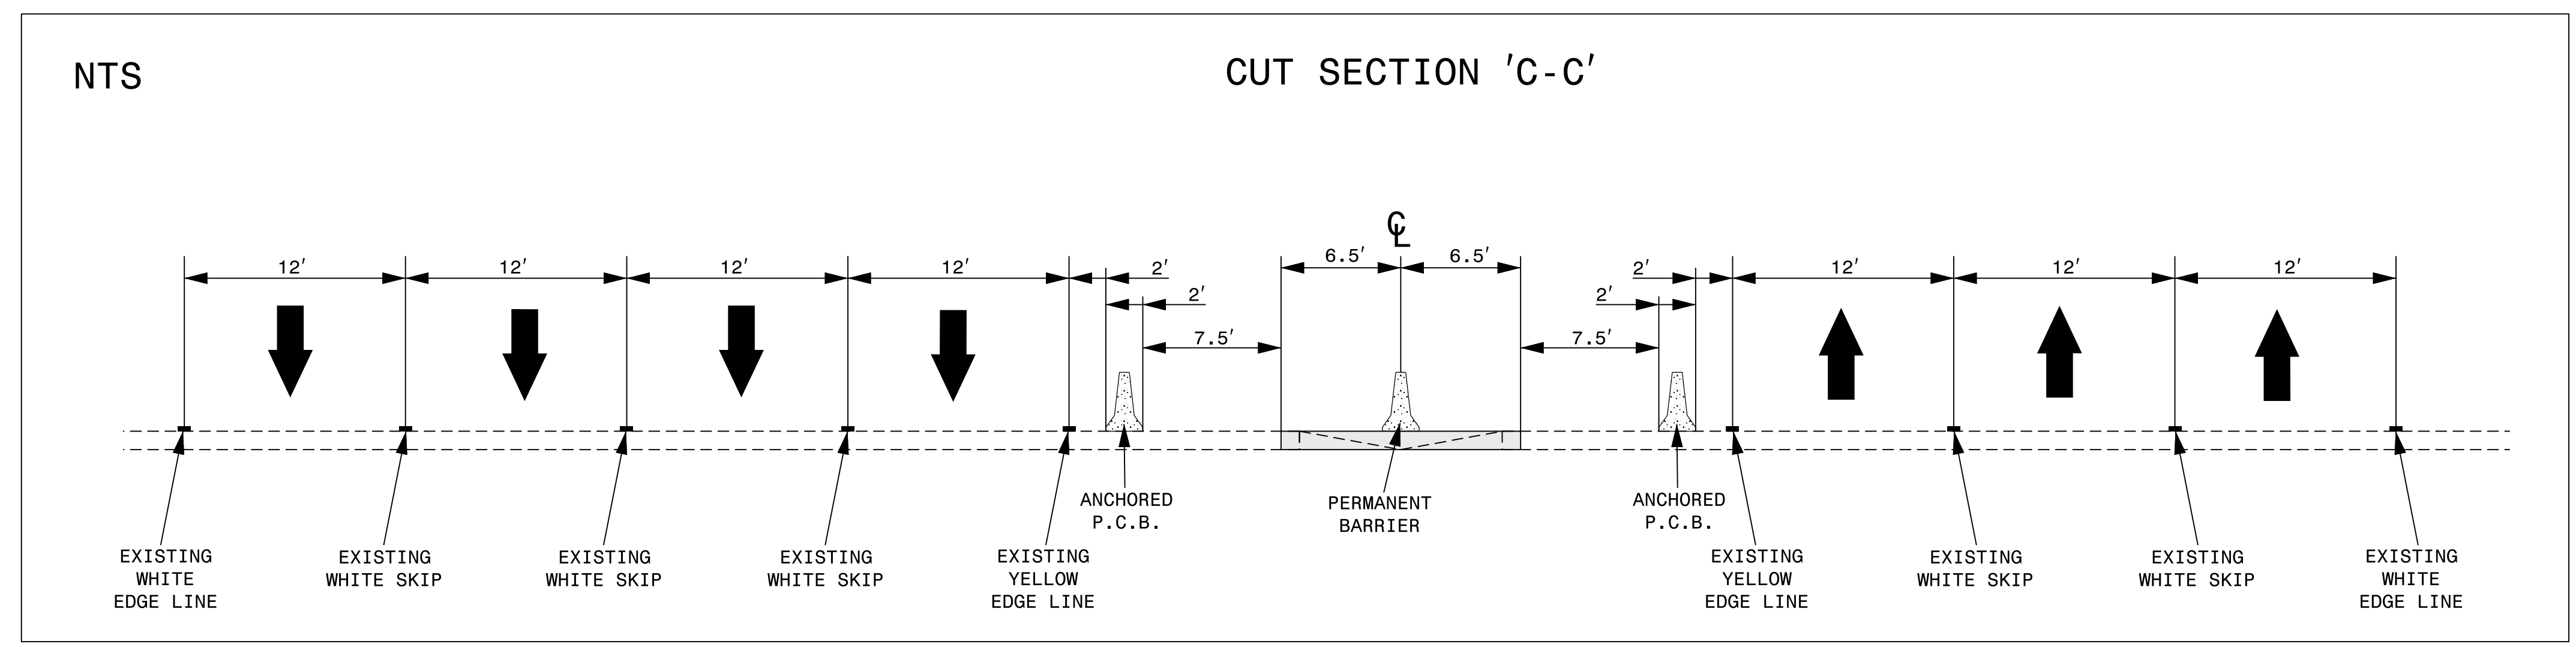 NTS
CUT SECTION 'C-C'
℄
12'
12'
12'
12'
2'
2'
7.5'
6.5'
6.5'
7.5'
2'
2'
12'
12'
12'
ANCHORED
P.C.B.
PERMANENT
BARRIER
ANCHORED
P.C.B.
EXISTING
WHITE
EDGE LINE
EXISTING
WHITE SKIP
EXISTING
WHITE SKIP
EXISTING
WHITE SKIP
EXISTING
YELLOW
EDGE LINE
EXISTING
YELLOW
EDGE LINE
EXISTING
WHITE SKIP
EXISTING
WHITE SKIP
EXISTING
WHITE
EDGE LINE